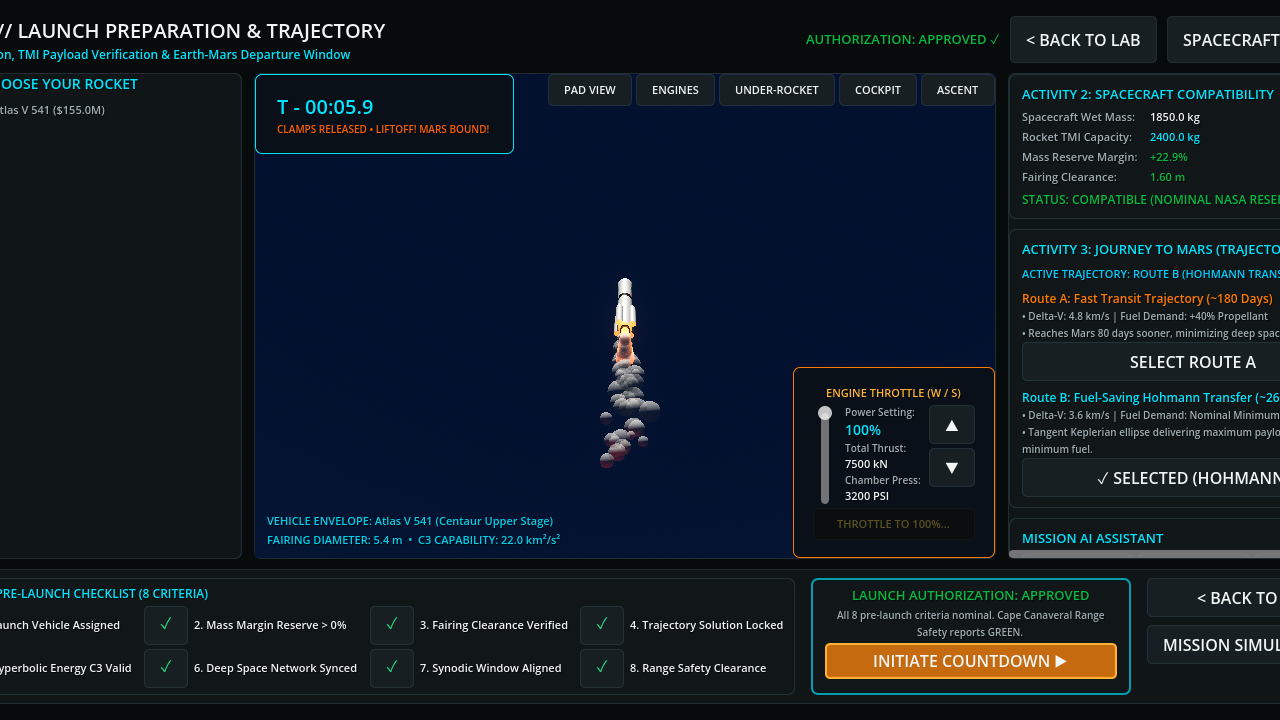 // LAUNCH PREPARATION & TRAJECTORY
on, TMI Payload Verification & Earth-Mars Departure Window
AUTHORIZATION: APPROVED ✓
< BACK TO LAB
SPACECRAFT
OOSE YOUR ROCKET
tlas V 541 ($155.0M)
T - 00:05.9
CLAMPS RELEASED • LIFTOFF! MARS BOUND!
PAD VIEW
ENGINES
UNDER-ROCKET
COCKPIT
ASCENT
ENGINE THROTTLE (W / S)
Power Setting:
100%
Total Thrust:
7500 kN
Chamber Press:
3200 PSI
▲
▼
THROTTLE TO 100%...
VEHICLE ENVELOPE: Atlas V 541 (Centaur Upper Stage)
FAIRING DIAMETER: 5.4 m • C3 CAPABILITY: 22.0 km²/s²
ACTIVITY 2: SPACECRAFT COMPATIBILITY
Spacecraft Wet Mass: 1850.0 kg
Rocket TMI Capacity: 2400.0 kg
Mass Reserve Margin: +22.9%
Fairing Clearance: 1.60 m
STATUS: COMPATIBLE (NOMINAL NASA RESE
ACTIVITY 3: JOURNEY TO MARS (TRAJECTO
ACTIVE TRAJECTORY: ROUTE B (HOHMANN TRANS
Route A: Fast Transit Trajectory (~180 Days)
• Delta-V: 4.8 km/s | Fuel Demand: +40% Propellant
• Reaches Mars 80 days sooner, minimizing deep spac
SELECT ROUTE A
Route B: Fuel-Saving Hohmann Transfer (~26
• Delta-V: 3.6 km/s | Fuel Demand: Nominal Minimum
• Tangent Keplerian ellipse delivering maximum paylo
minimum fuel.
✓ SELECTED (HOHMANN
MISSION AI ASSISTANT
PRE-LAUNCH CHECKLIST (8 CRITERIA)
aunch Vehicle Assigned
✓ 2. Mass Margin Reserve > 0%
✓ 3. Fairing Clearance Verified
✓ 4. Trajectory Solution Locked
yperbolic Energy C3 Valid
✓ 6. Deep Space Network Synced
✓ 7. Synodic Window Aligned
✓ 8. Range Safety Clearance
LAUNCH AUTHORIZATION: APPROVED
All 8 pre-launch criteria nominal. Cape Canaveral Range
Safety reports GREEN.
INITIATE COUNTDOWN ▶
< BACK TO
MISSION SIMUL